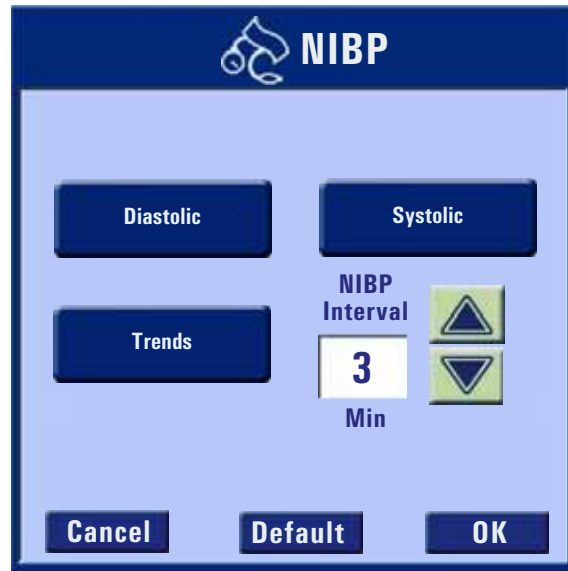 NIBP
Diastolic
Systolic
NIBP
Interval
Trends
3
Min
Cancel
Default
OK